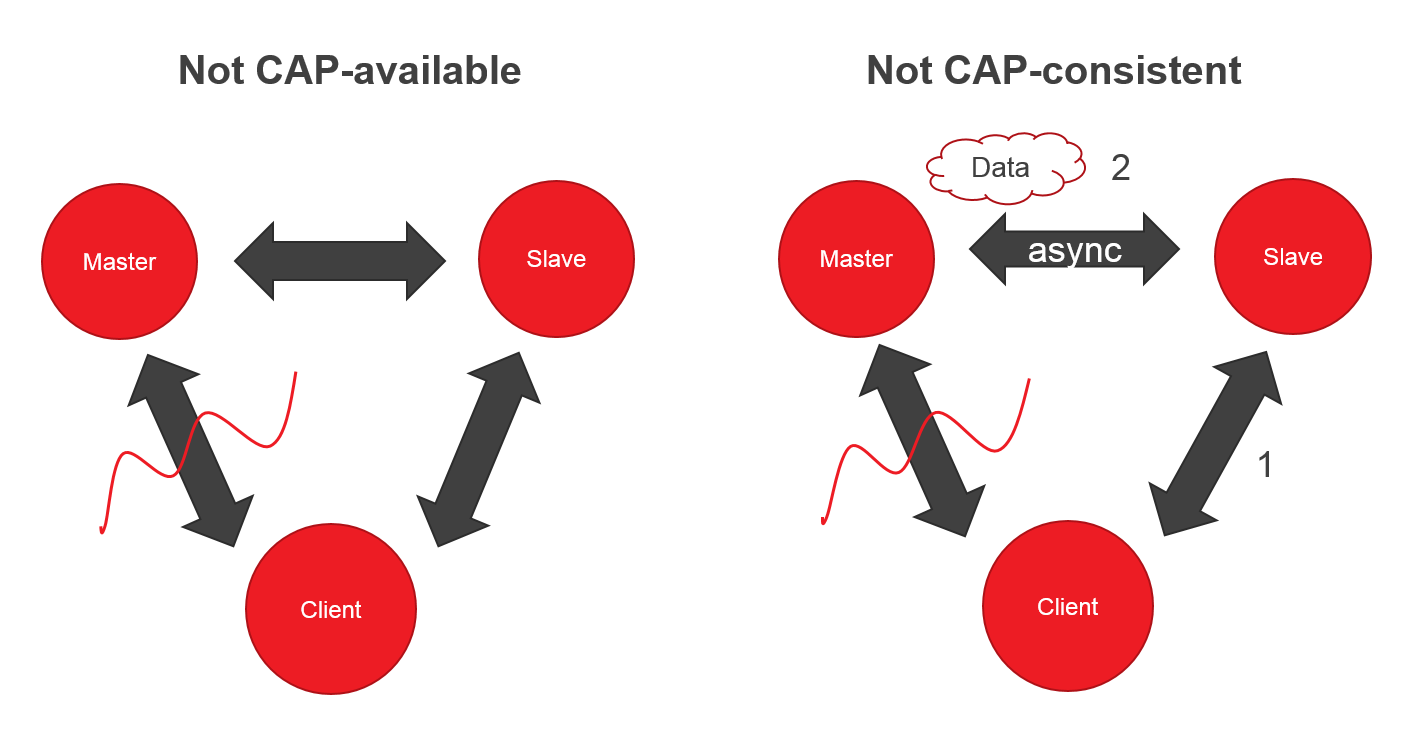 Not CAP-available
Master
Slave
Client
Not CAP-consistent
Data
2
Master
async
Slave
1
Client